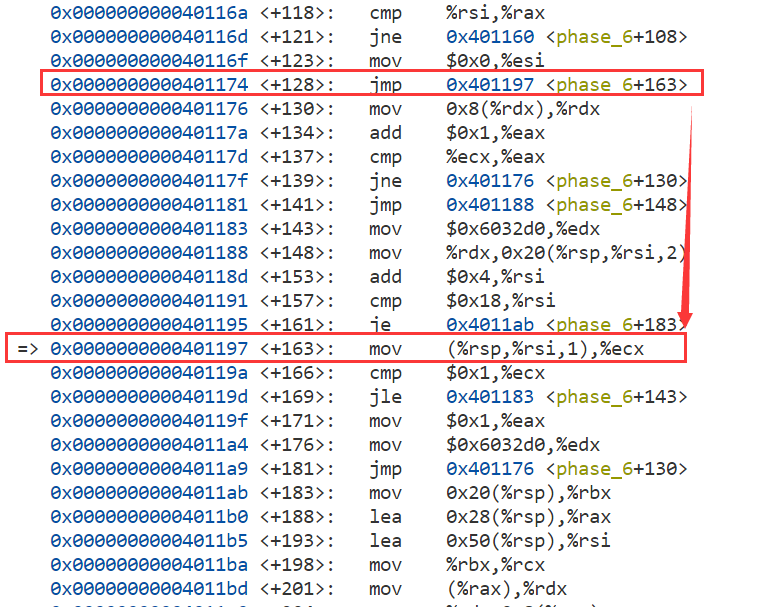 0x000000000040116a <+118>: cmp %rsi,%rax
0x000000000040116d <+121>: jne 0x401160 <phase_6+108>
0x000000000040116f <+123>: mov $0x0,%esi
0x0000000000401174 <+128>: jmp 0x401197 <phase_6+163>
0x0000000000401176 <+130>: mov 0x8(%rdx),%rdx
0x000000000040117a <+134>: add $0x1,%eax
0x000000000040117d <+137>: cmp %ecx,%eax
0x000000000040117f <+139>: jne 0x401176 <phase_6+130>
0x0000000000401181 <+141>: jmp 0x401188 <phase_6+148>
0x0000000000401183 <+143>: mov $0x6032d0,%edx
0x0000000000401188 <+148>: mov %rdx,0x20(%rsp,%rsi,2)
0x000000000040118d <+153>: add $0x4,%rsi
0x0000000000401191 <+157>: cmp $0x18,%rsi
0x0000000000401195 <+161>: je 0x4011ab <phase_6+183>
=> 0x0000000000401197 <+163>: mov (%rsp,%rsi,1),%ecx
0x000000000040119a <+166>: cmp $0x1,%ecx
0x000000000040119d <+169>: jle 0x401183 <phase_6+143>
0x000000000040119f <+171>: mov $0x1,%eax
0x00000000004011a4 <+176>: mov $0x6032d0,%edx
0x00000000004011a9 <+181>: jmp 0x401176 <phase_6+130>
0x00000000004011ab <+183>: mov 0x20(%rsp),%rbx
0x00000000004011b0 <+188>: lea 0x28(%rsp),%rax
0x00000000004011b5 <+193>: lea 0x50(%rsp),%rsi
0x00000000004011ba <+198>: mov %rbx,%rcx
0x00000000004011bd <+201>: mov (%rax),%rdx